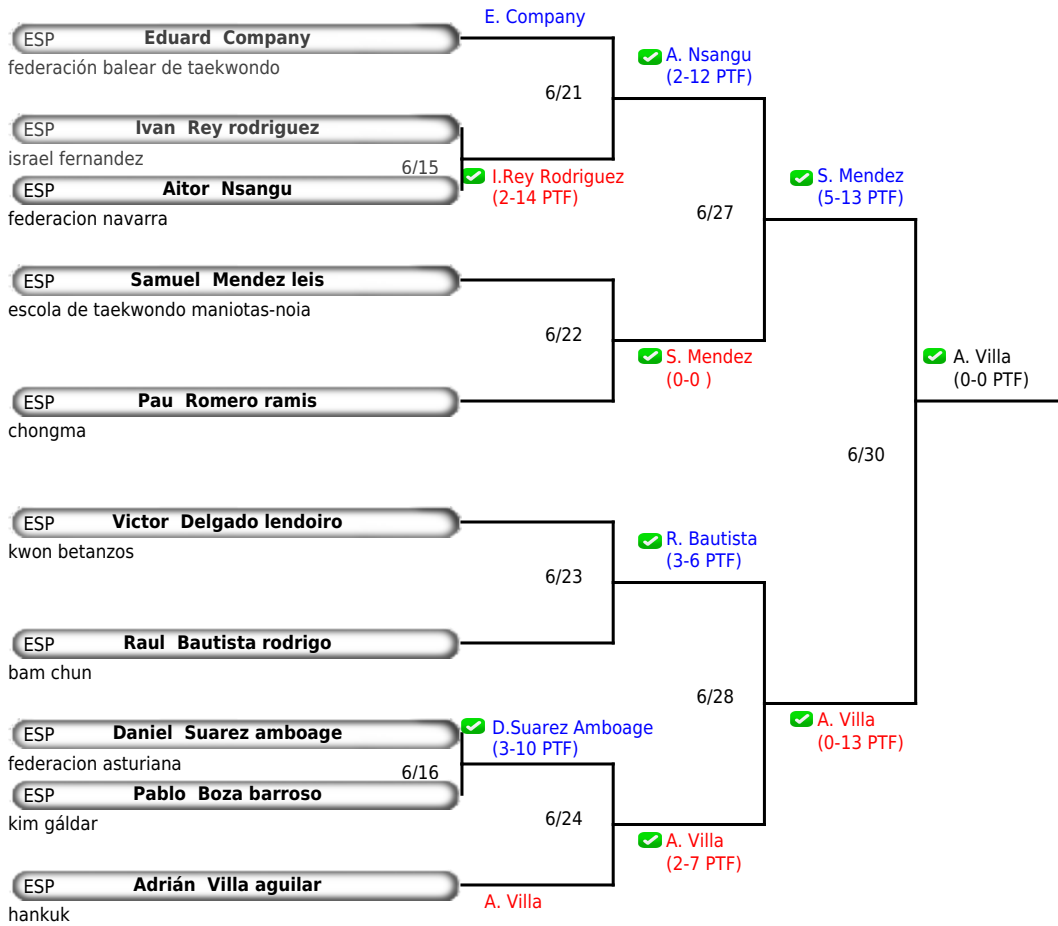 E. Company
ESP Eduard Company
federación balear de taekwondo
A. Nsangu
(2-12 PTF)
6/21
ESP Ivan Rey rodriguez
israel fernandez
6/15
I.Rey Rodriguez
(2-14 PTF)
ESP Aitor Nsangu
federacion navarra
S. Mendez
(5-13 PTF)
6/27
ESP Samuel Mendez leis
escola de taekwondo maniotas-noia
6/22
S. Mendez
(0-0 )
A. Villa
(0-0 PTF)
ESP Pau Romero ramis
chongma
6/30
ESP Victor Delgado lendoiro
kwon betanzos
R. Bautista
(3-6 PTF)
6/23
ESP Raul Bautista rodrigo
bam chun
6/28
A. Villa
(0-13 PTF)
ESP Daniel Suarez amboage
federacion asturiana
D.Suarez Amboage
(3-10 PTF)
6/16
ESP Pablo Boza barroso
kim gáldar
6/24
A. Villa
(2-7 PTF)
ESP Adrián Villa aguilar
hankuk
A. Villa